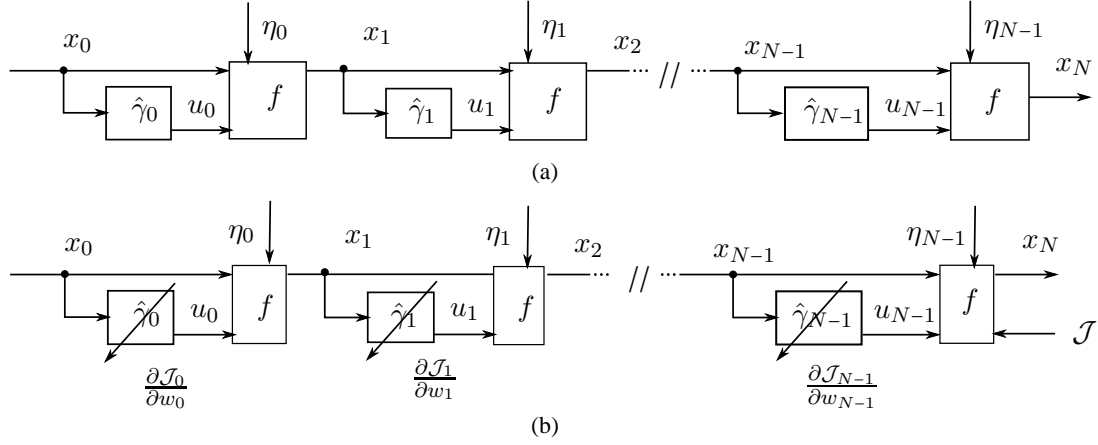 x_0 η_0 x_1 η_1 x_2 x_{N−1} η_{N−1} x_N
γ̂_0 u_0 f γ̂_1 u_1 f ... // ... γ̂_{N−1} u_{N−1} f
(a)
x_0 η_0 x_1 η_1 x_2 x_{N−1} η_{N−1} x_N
γ̂_0 u_0 f γ̂_1 u_1 f ... // ... γ̂_{N−1} u_{N−1} f 𝒥
∂𝒥_0/∂w_0 ∂𝒥_1/∂w_1 ∂𝒥_{N−1}/∂w_{N−1}
(b)